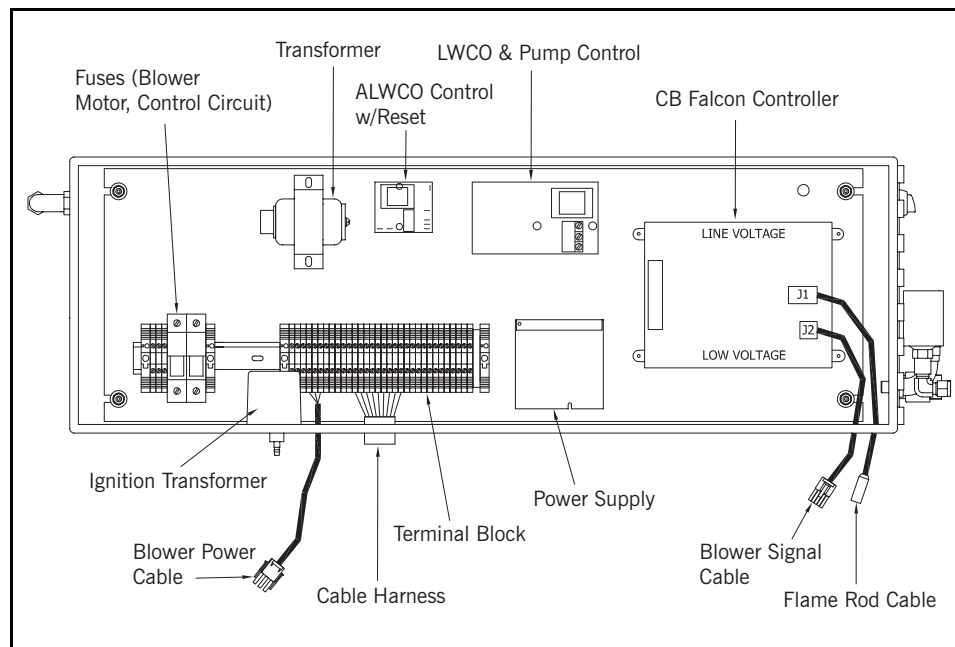 Transformer
LWCO & Pump Control
Fuses (Blower
Motor, Control Circuit)
ALWCO Control
w/Reset
CB Falcon Controller
LINE VOLTAGE
J1
J2
LOW VOLTAGE
Ignition Transformer
Power Supply
Terminal Block
Blower Power
Cable
Blower Signal
Cable
Cable Harness
Flame Rod Cable